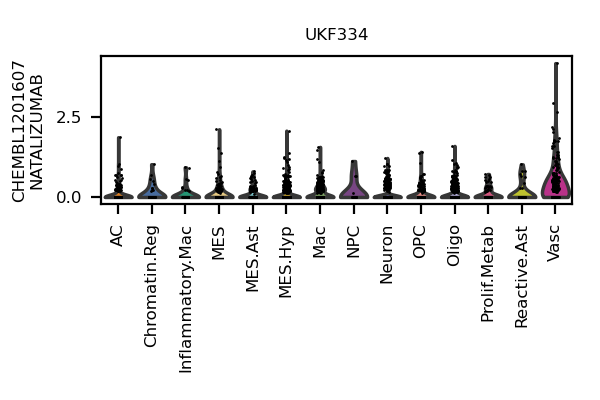 UKF334
CHEMBL1201607
NATALIZUMAB
2.5
0.0
AC
Chromatin.Reg
Inflammatory.Mac
MES
MES.Ast
MES.Hyp
Mac
NPC
Neuron
OPC
Oligo
Prolif.Metab
Reactive.Ast
Vasc